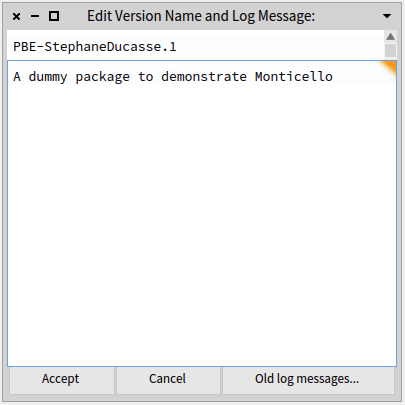 Edit Version Name and Log Message:
PBE-StephaneDucasse.1
A dummy package to demonstrate Monticello
Accept Cancel Old log messages...